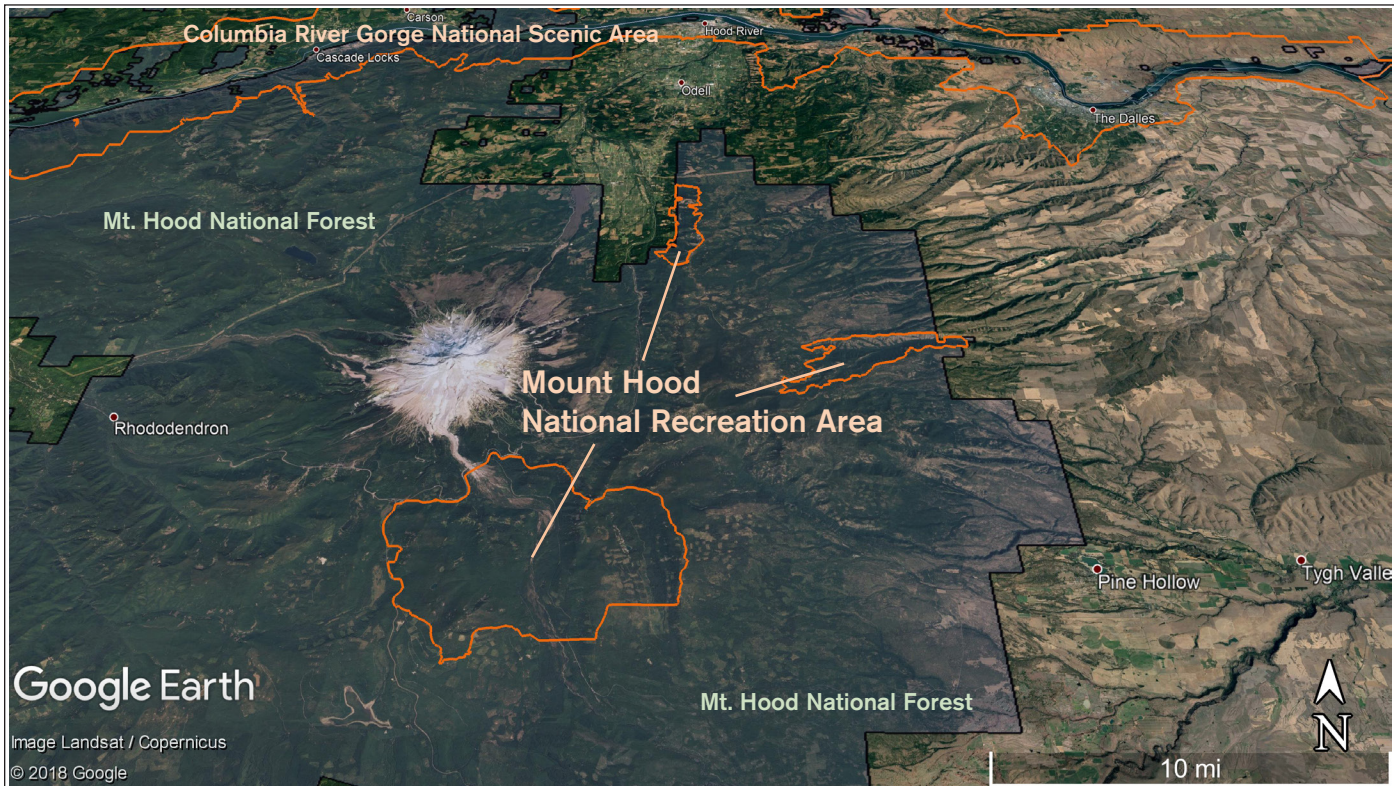 Carson
Columbia River Gorge National Scenic Area
Hood River
Cascade Locks
Odell
The Dalles
Mt. Hood National Forest
Mount Hood
National Recreation Area
Rhododendron
Pine Hollow
Tygh Valle
Google Earth
Mt. Hood National Forest
Image Landsat / Copernicus
© 2018 Google
N
10 mi